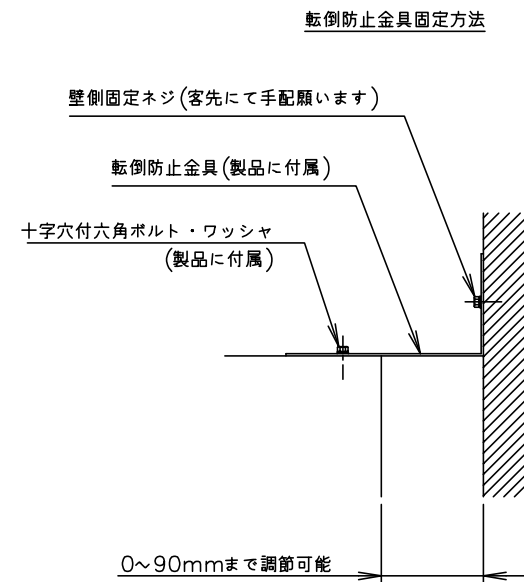 転倒防止金具固定方法
壁側固定ネジ(客先にて手配願います)
転倒防止金具(製品に付属)
十字穴付六角ボルト・ワッシャ
(製品に付属)
0~90mmまで調節可能